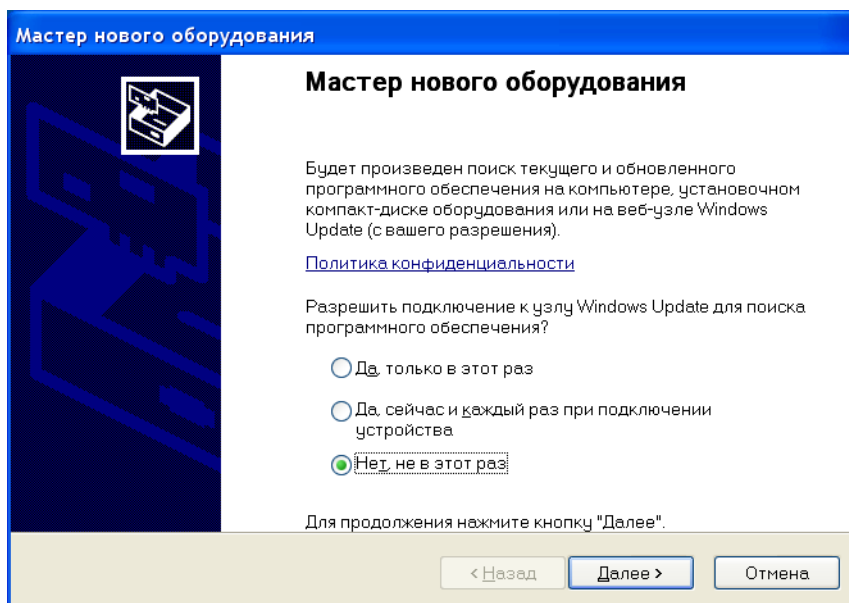 Мастер нового оборудования
Мастер нового оборудования
Будет произведен поиск текущего и обновленного
программного обеспечения на компьютере, установочном
компакт-диске оборудования или на веб-узле Windows
Update (с вашего разрешения).
Политика конфиденциальности
Разрешить подключение к узлу Windows Update для поиска
программного обеспечения?
Да, только в этот раз
Да, сейчас и каждый раз при подключении
устройства
Нет, не в этот раз
Для продолжения нажмите кнопку "Далее".
< Назад Далее > Отмена